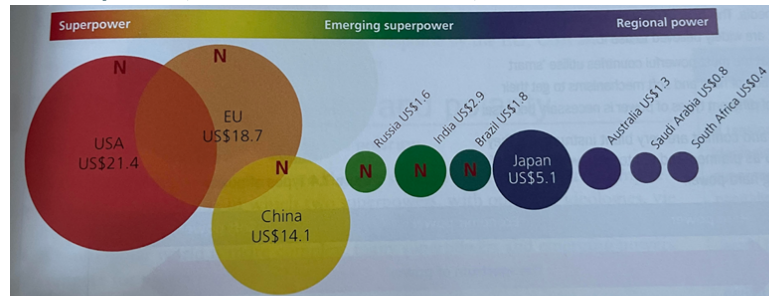 Superpower
Emerging superpower
Regional power
N
N
USA
US$21.4
EU
US$18.7
N
China
US$14.1
Russia US$1.6
N
India US$2.9
N
Brazil US$1.8
N
Japan
US$5.1
Australia US$1.3
Saudi Arabia US$0.8
South Africa US$0.4